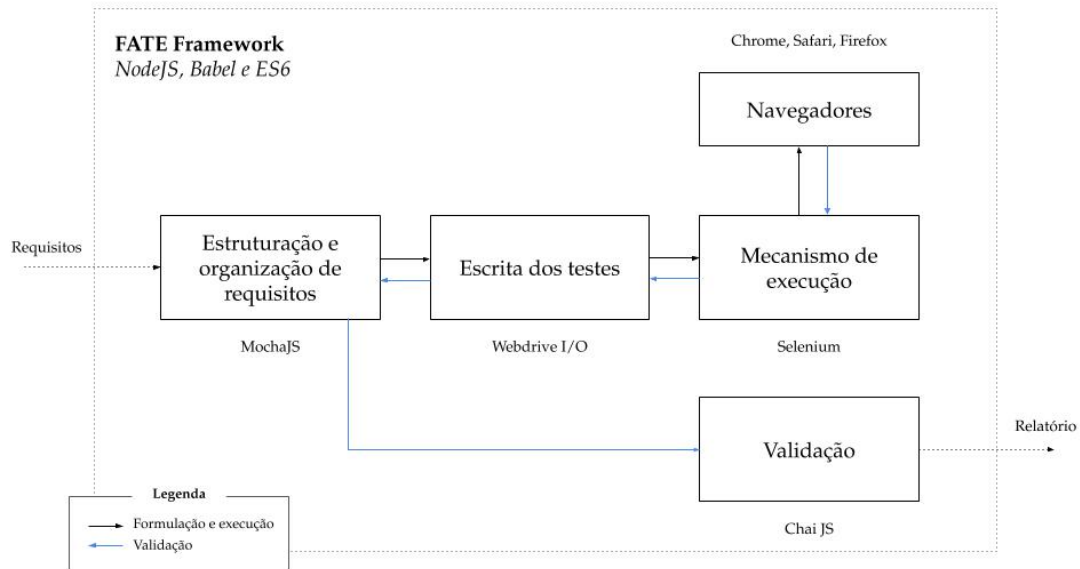 FATE Framework
NodeJS, Babel e ES6
Chrome, Safari, Firefox
Navegadores
Requisitos
Estruturação e
organização de
requisitos
MochaJS
Escrita dos testes
Webdrive I/O
Mecanismo de
execução
Selenium
Validação
Chai JS
Relatório
Legenda
Formulação e execução
Validação